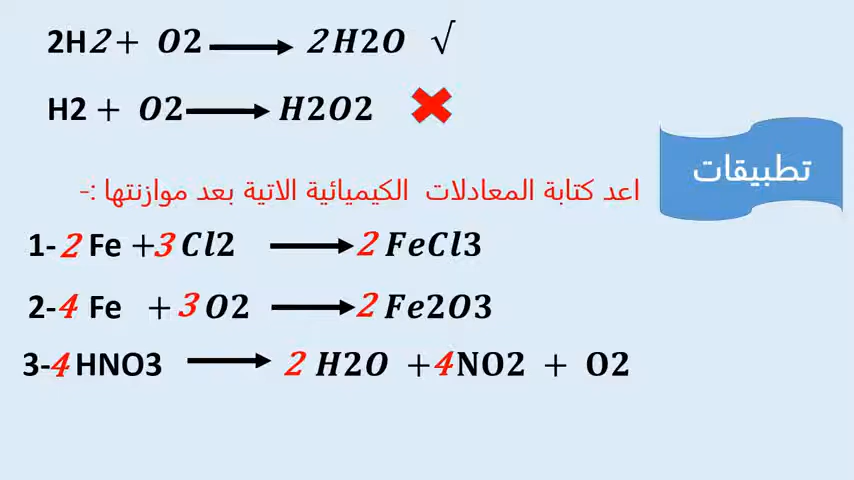 2H2 + O2 ⟶ 2H2O √
H2 + O2 ⟶ H2O2 ✖
تطبيقات
اعد كتابة المعادلات الكيميائية الاتية بعد موازنتها :-
1- 2 Fe + 3 Cl2 ⟶ 2 FeCl3
2- 4 Fe + 3 O2 ⟶ 2 Fe2O3
3- 4 HNO3 ⟶ 2 H2O + 4NO2 + O2